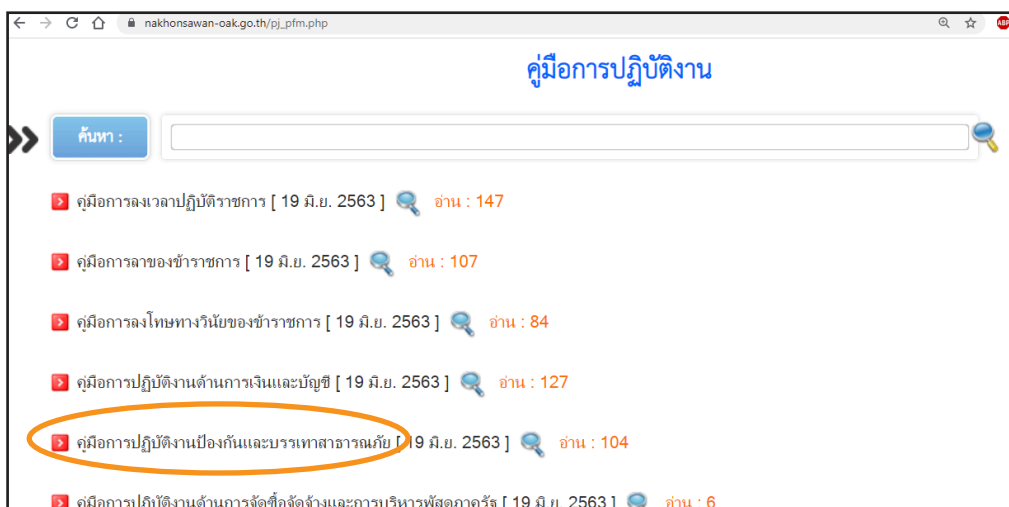 nakhonsawan-oak.go.th/pj_pfm.php
ABP
คู่มือการปฏิบัติงาน
ค้นหา :
คู่มือการลงเวลาปฏิบัติราชการ [ 19 มิ.ย. 2563 ] อ่าน : 147
คู่มือการลาของข้าราชการ [ 19 มิ.ย. 2563 ] อ่าน : 107
คู่มือการลงโทษทางวินัยของข้าราชการ [ 19 มิ.ย. 2563 ] อ่าน : 84
คู่มือการปฏิบัติงานด้านการเงินและบัญชี [ 19 มิ.ย. 2563 ] อ่าน : 127
คู่มือการปฏิบัติงานป้องกันและบรรเทาสาธารณภัย [ 19 มิ.ย. 2563 ] อ่าน : 104
คู่มือการปฏิบัติงานด้านการจัดซื้อจัดจ้างและการบริหารพัสดุภาครัฐ [ 19 มิ.ย. 2563 ] อ่าน : 6